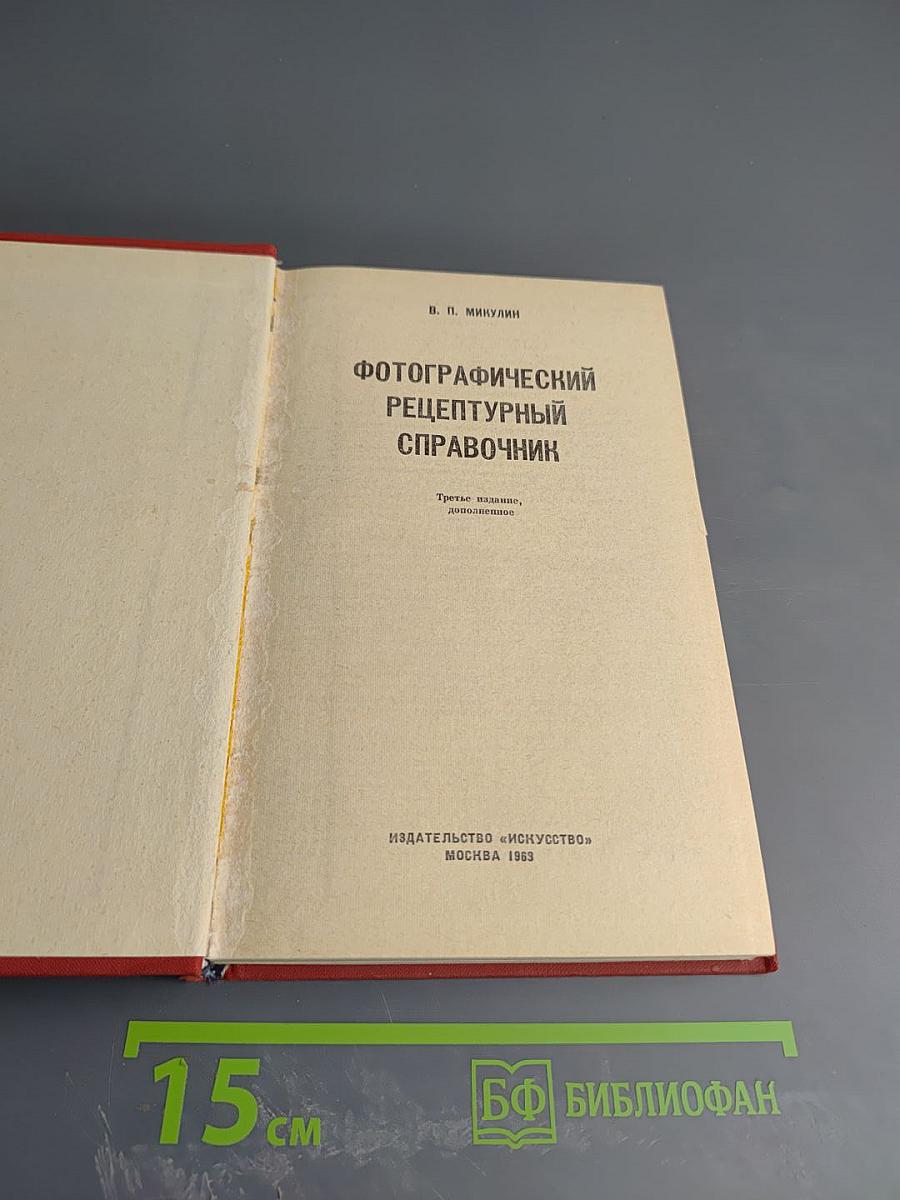 В. П. МИКУЛИН
ФОТОГРАФИЧЕСКИЙ
РЕЦЕПТУРНЫЙ
СПРАВОЧНИК
Третье издание,
дополненное
ИЗДАТЕЛЬСТВО «ИСКУССТВО»
МОСКВА 1963
15 см
БФ БИБЛИОФАН